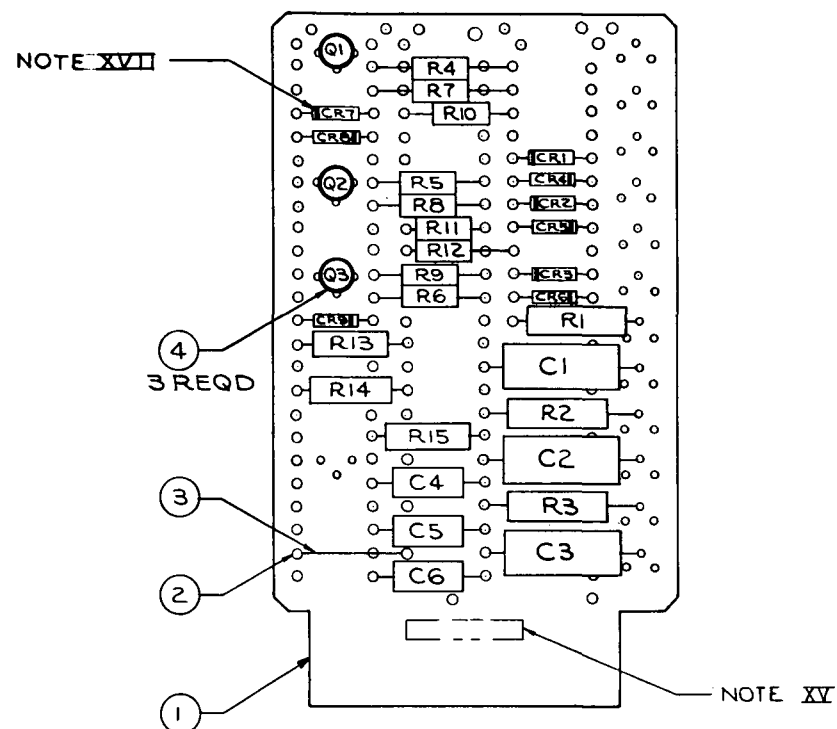 NOTE XVII
Q1
R4
R7
CR7
R10
CR8
CR1
Q2
R5
CR4
R8
CR2
R11
CR5
R12
Q3
R9
CR3
R6
CR6
4
3 REQD
CR9
R1
R13
C1
R14
R2
R15
C2
3
C4
R3
C5
2
C3
C6
1
NOTE XV